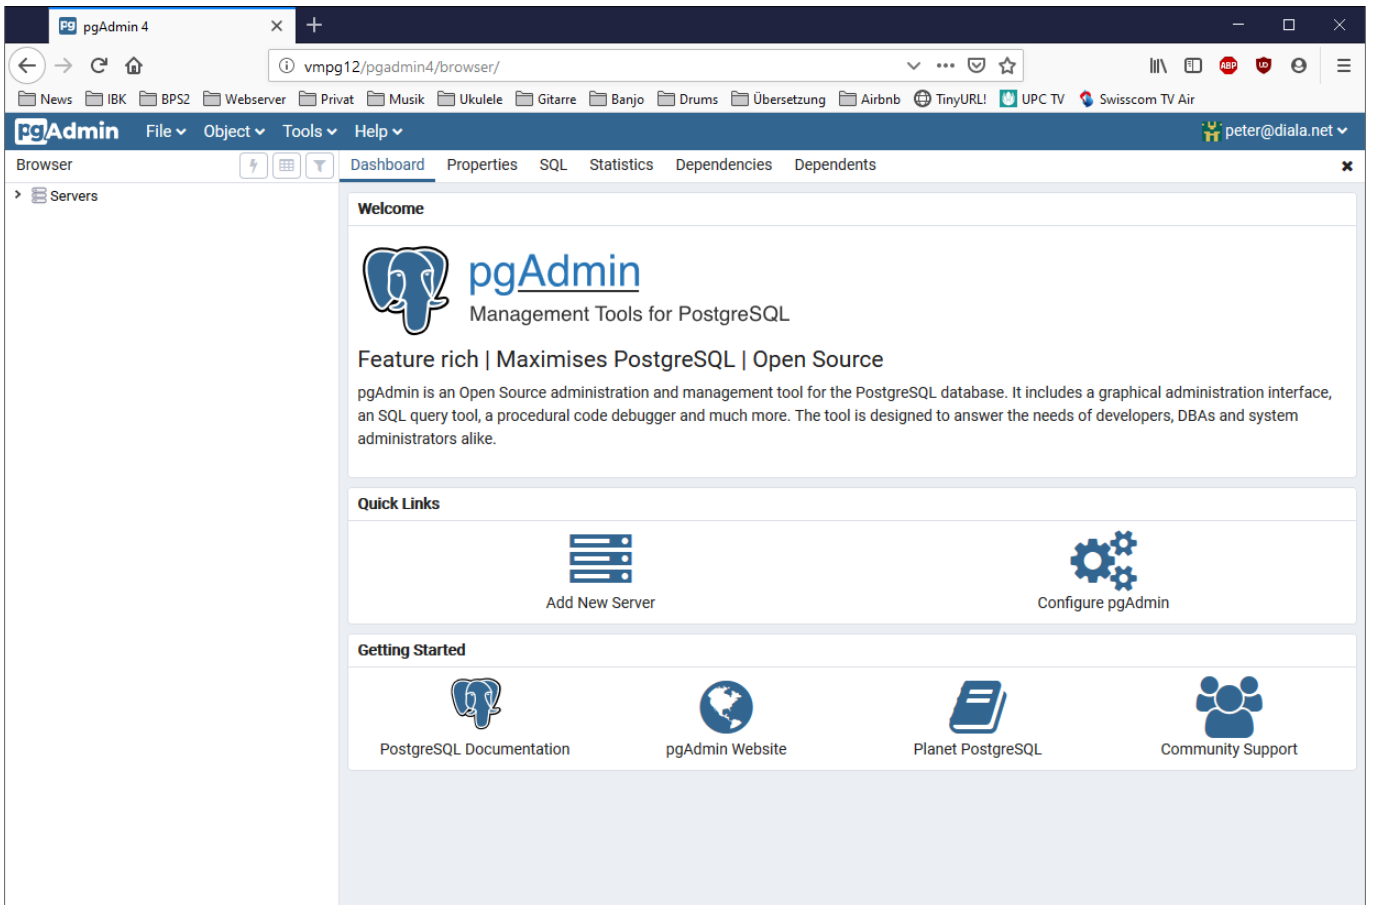 pgAdmin 4
vmpg12/pgadmin4/browser/
News IBK BPS2 Webserver Privat Musik Ukulele Gitarre Banjo Drums Übersetzung Airbnb TinyURL! UPC TV Swisscom TV Air
pgAdmin File Object Tools Help peter@diala.net
Browser Dashboard Properties SQL Statistics Dependencies Dependents
Servers
Welcome
pgAdmin
Management Tools for PostgreSQL
Feature rich | Maximises PostgreSQL | Open Source
pgAdmin is an Open Source administration and management tool for the PostgreSQL database. It includes a graphical administration interface,
an SQL query tool, a procedural code debugger and much more. The tool is designed to answer the needs of developers, DBAs and system
administrators alike.
Quick Links
Add New Server Configure pgAdmin
Getting Started
PostgreSQL Documentation pgAdmin Website Planet PostgreSQL Community Support